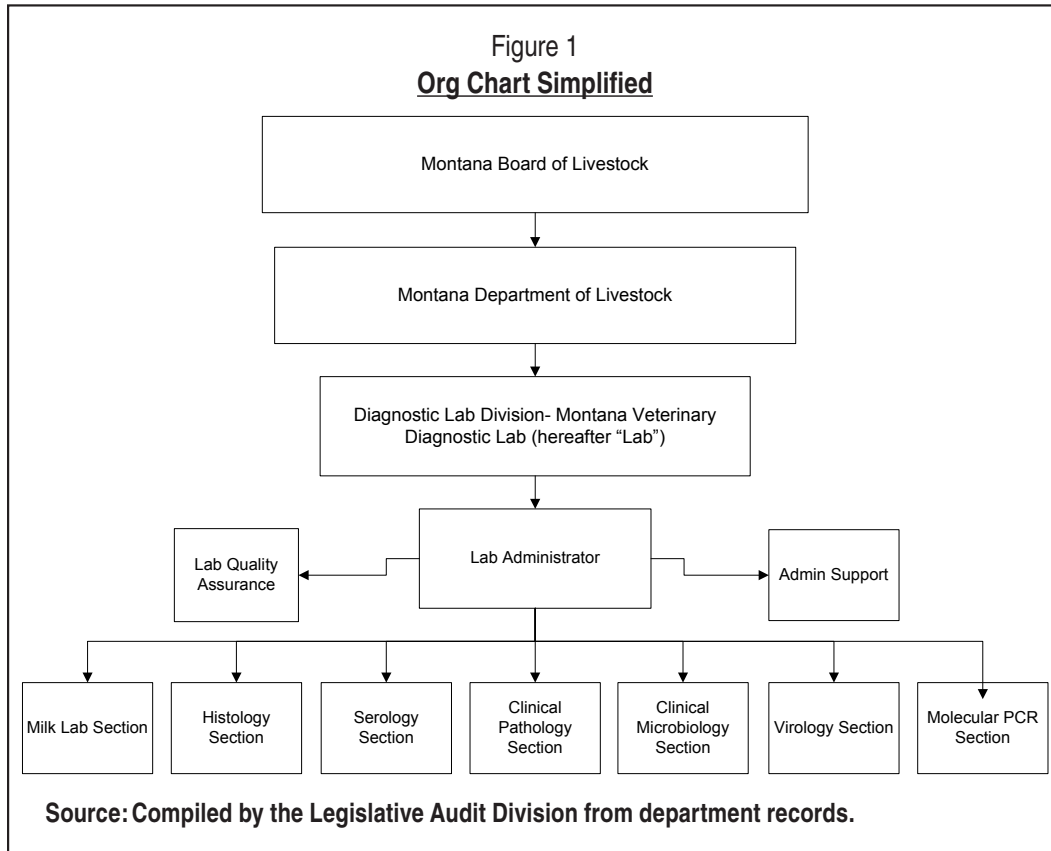 Figure 1
Org Chart Simplified
Montana Board of Livestock
Montana Department of Livestock
Diagnostic Lab Division- Montana Veterinary
Diagnostic Lab (hereafter “Lab”)
Lab Quality
Assurance
Lab Administrator
Admin Support
Milk Lab Section
Histology
Section
Serology
Section
Clinical
Pathology
Section
Clinical
Microbiology
Section
Virology Section
Molecular PCR
Section
Source: Compiled by the Legislative Audit Division from department records.